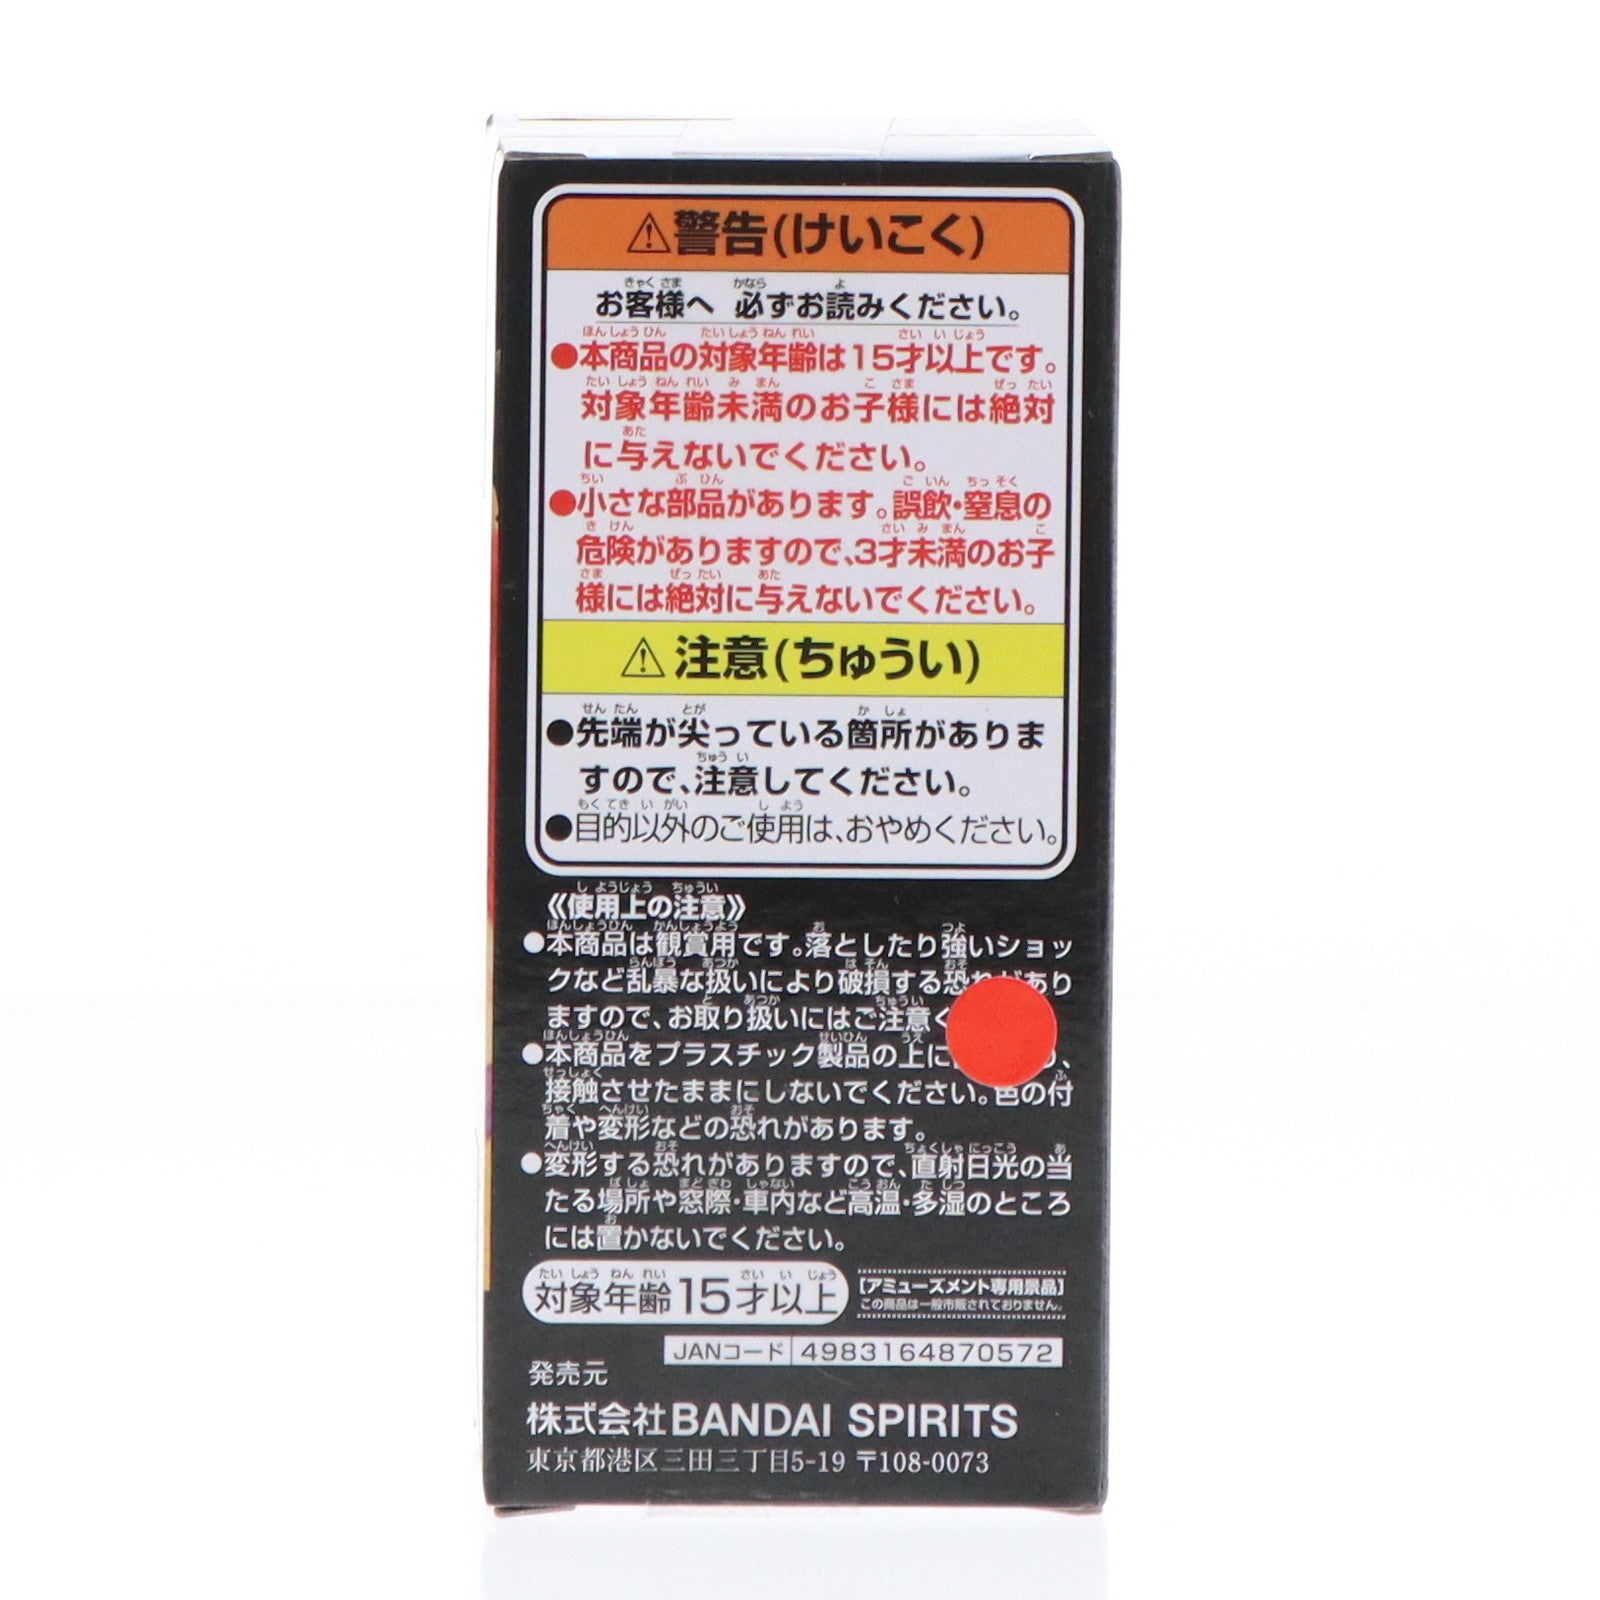 ⚠警告(けいこく)
お客様へ 必ずお読みください。
●本商品の対象年齢は15才以上です。
対象年齢未満のお子様には絶対
に与えないでください。
●小さな部品があります。誤飲・窒息の
危険がありますので、3才未満のお子
様には絶対に与えないでください。
⚠注意(ちゅうい)
●先端が尖っている箇所がありま
すので、注意してください。
●目的以外のご使用は、おやめください。
《使用上の注意》
●本商品は観賞用です。落としたり強いショッ
クなど乱暴な扱いにより破損する恐れがあり
ますので、お取り扱いにはご注意く
●本商品をプラスチック製品の上に
接触させたままにしないでください。色の付
着や変形などの恐れがあります。
●変形する恐れがありますので、直射日光の当
たる場所や窓際・車内など高温・多湿のところ
には置かないでください。
対象年齢15才以上
【アミューズメント専用景品】
この商品は一般市販されておりません。
JANコード 4983164870572
発売元
株式会社BANDAI SPIRITS
東京都港区三田三丁目5-19 〒108-0073